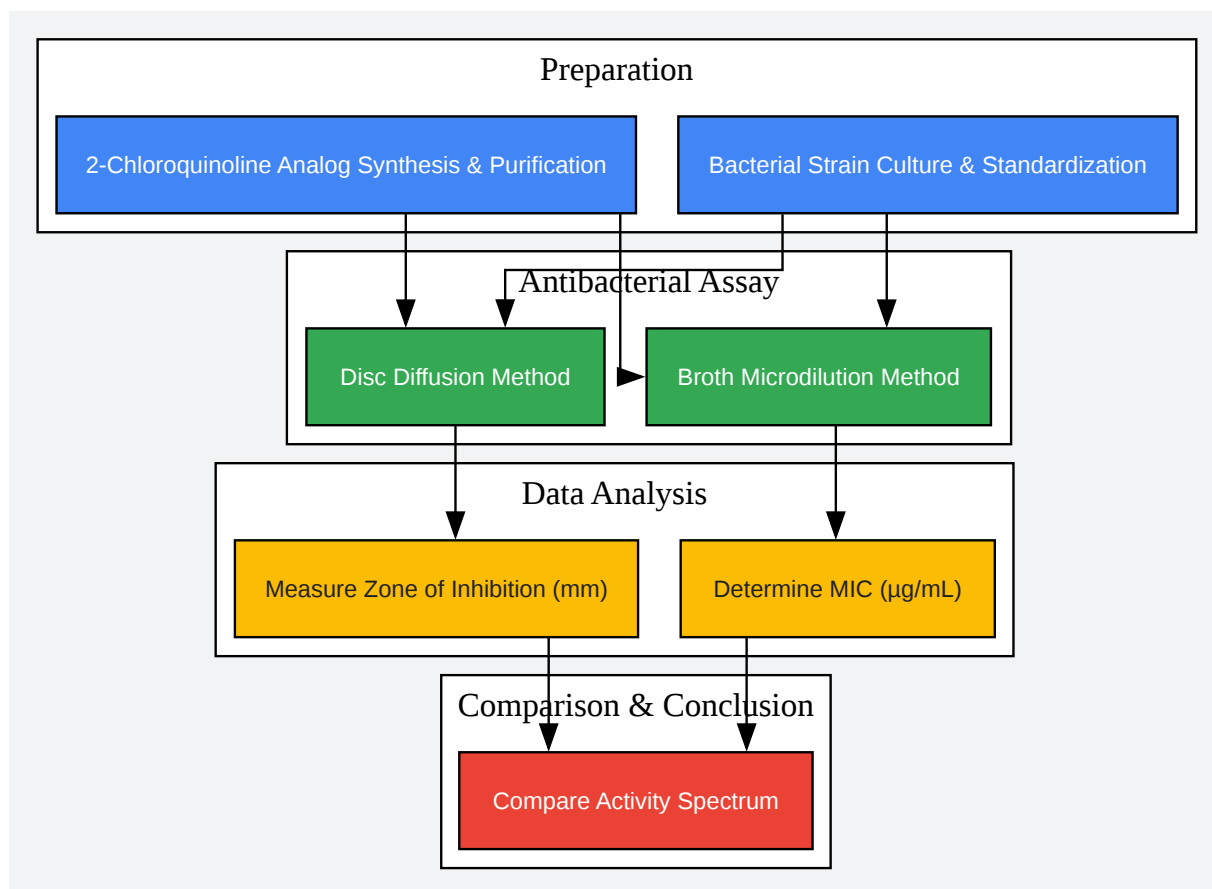 Preparation
2-Chloroquinoline Analog Synthesis & Purification
Bacterial Strain Culture & Standardization
Antibacterial Assay
Disc Diffusion Method
Broth Microdilution Method
Data Analysis
Measure Zone of Inhibition (mm)
Determine MIC (µg/mL)
Comparison & Conclusion
Compare Activity Spectrum